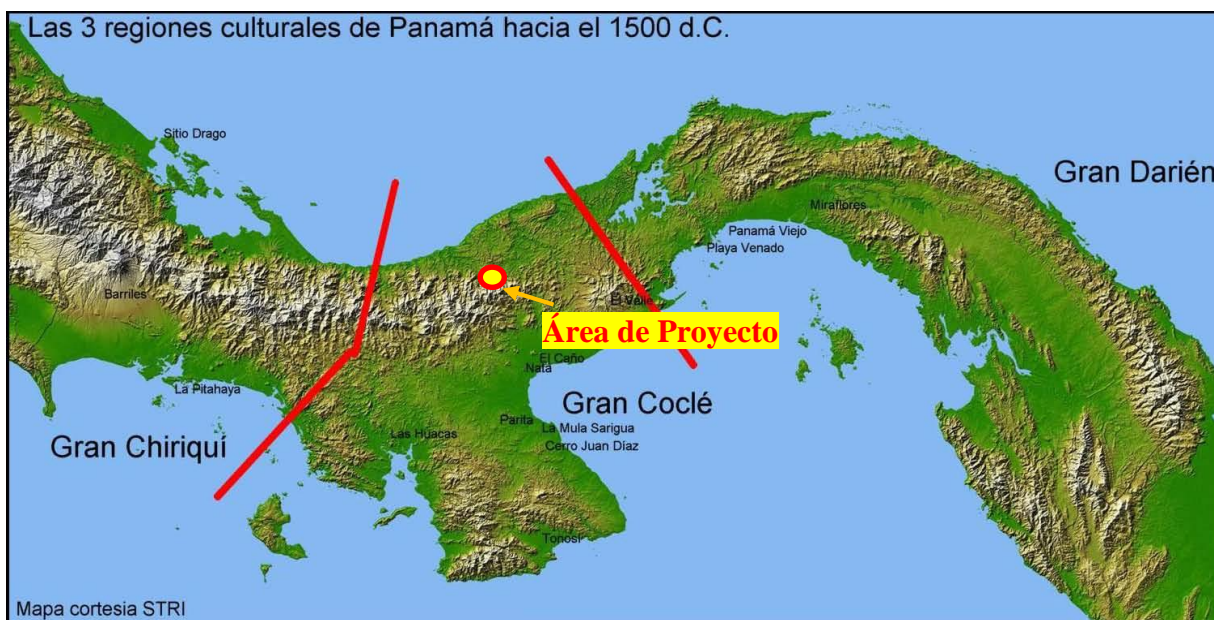 Las 3 regiones culturales de Panamá hacia el 1500 d.C.
Sitio Drago
Gran Darién
Miraflores
Panamá Viejo
Playa Venado
Barriles
El Valle
Área de Proyecto
El Caño
Natá
La Pitahaya
Gran Coclé
Parita
La Mula Sarigua
Las Huacas
Cerro Juan Díaz
Gran Chiriquí
Tonosí
Mapa cortesia STRI